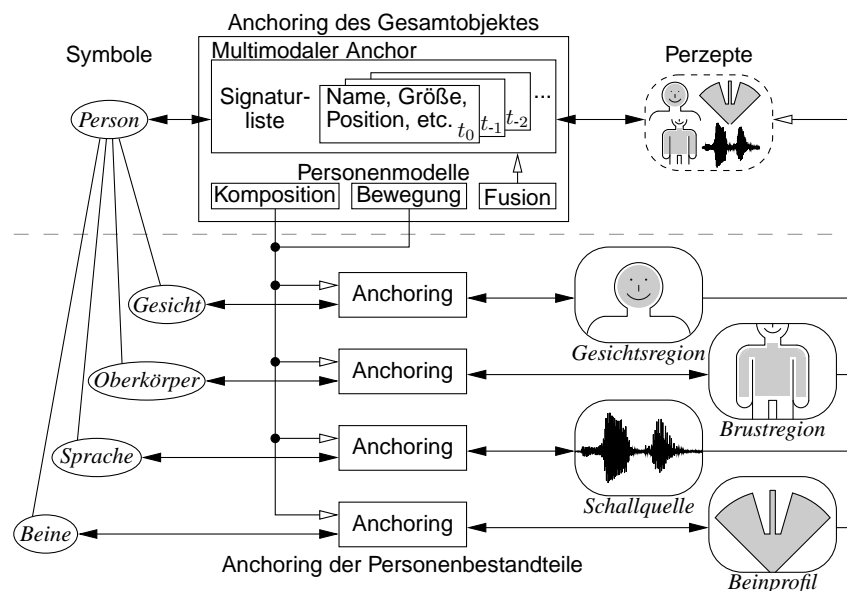 Anchoring des Gesamtobjektes
Symbole
Multimodaler Anchor
Perzepte
Signatur-
liste
Name, Größe,
Position, etc. t0
t-1
t-2
...
Person
Personenmodelle
Komposition
Bewegung
Fusion
Gesicht
Anchoring
Gesichtsregion
Oberkörper
Anchoring
Brustregion
Sprache
Anchoring
Schallquelle
Beine
Anchoring
Beinprofil
Anchoring der Personenbestandteile